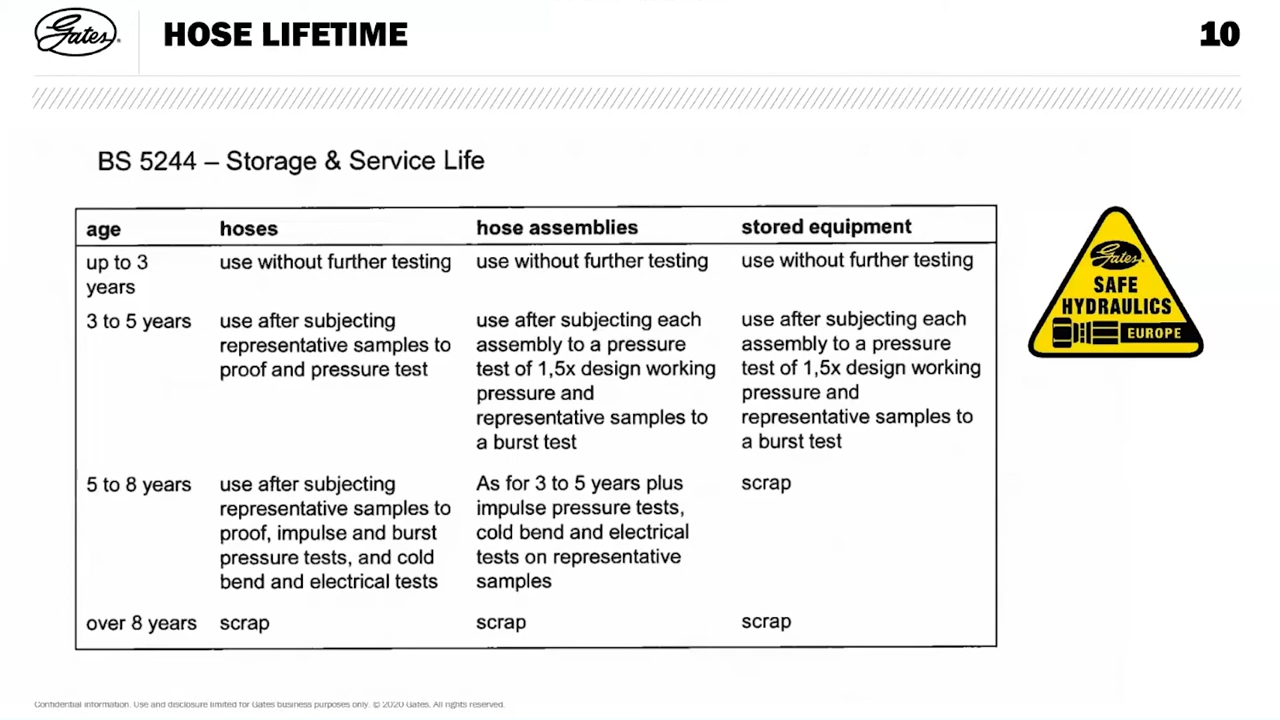 Gates
HOSE LIFETIME
10
BS 5244 – Storage & Service Life
age hoses hose assemblies stored equipment
up to 3 years
use without further testing
use without further testing
use without further testing
3 to 5 years
use after subjecting
representative samples to
proof and pressure test
use after subjecting each
assembly to a pressure
test of 1,5x design working
pressure and
representative samples to
a burst test
use after subjecting each
assembly to a pressure
test of 1,5x design working
pressure and
representative samples to
a burst test
5 to 8 years
use after subjecting
representative samples to
proof, impulse and burst
pressure tests, and cold
bend and electrical tests
As for 3 to 5 years plus
impulse pressure tests,
cold bend and electrical
tests on representative
samples
scrap
over 8 years
scrap
scrap
scrap
Gates
SAFE
HYDRAULICS
EUROPE
Confidential information. Use and disclosure limited for Gates business purposes only. © 2020 Gates. All rights reserved.